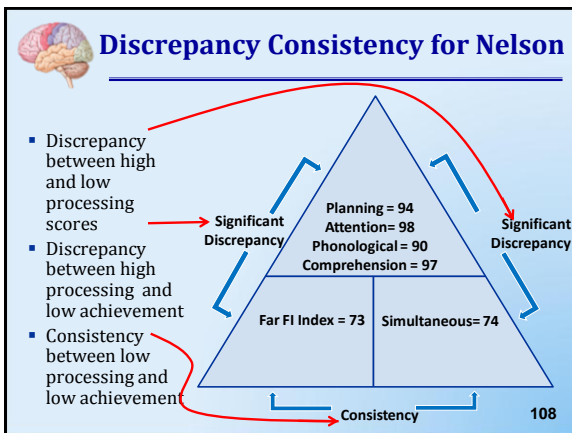 Discrepancy Consistency for Nelson
▪ Discrepancy
between high
and low
processing
scores
▪ Discrepancy
between high
processing and
low achievement
▪ Consistency
between low
processing and
low achievement
Significant
Discrepancy
Planning = 94
Attention= 98
Phonological = 90
Comprehension = 97
Significant
Discrepancy
Far FI Index = 73
Simultaneous= 74
Consistency
108